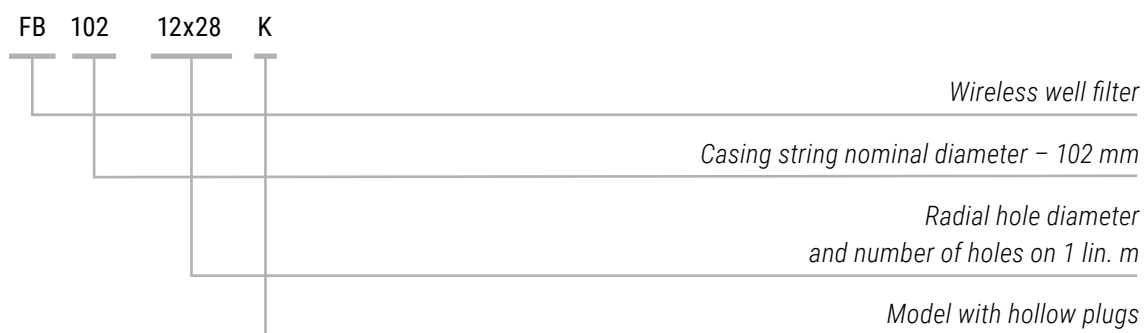 FB 102 12x28 K
Wireless well filter
Casing string nominal diameter – 102 mm
Radial hole diameter
and number of holes on 1 lin. m
Model with hollow plugs